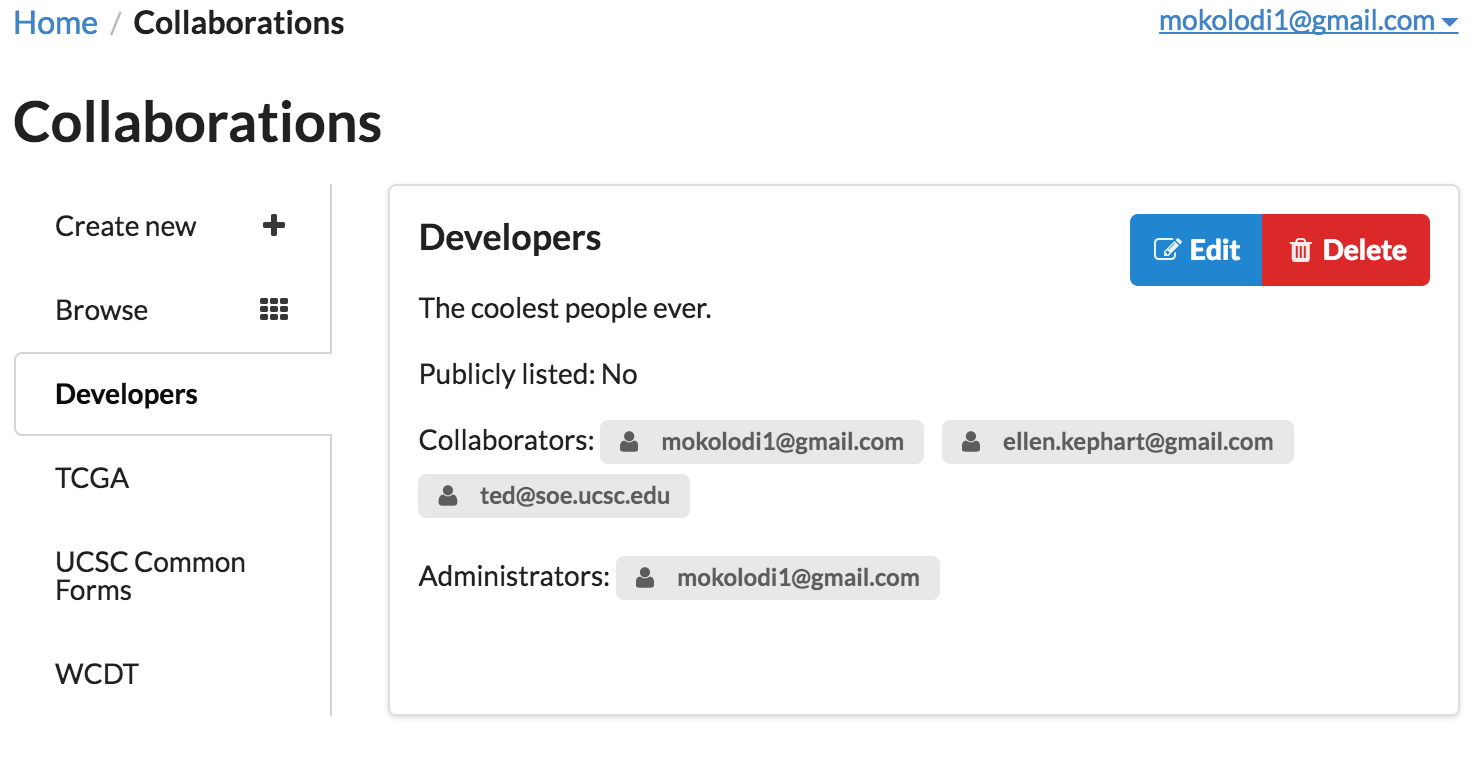 Home / Collaborations
mokolodi1@gmail.com
Collaborations
Create new
Browse
Developers
TCGA
UCSC Common
Forms
WCDT
Developers
Edit
Delete
The coolest people ever.
Publicly listed: No
Collaborators: mokolodi1@gmail.com ellen.kephart@gmail.com
ted@soe.ucsc.edu
Administrators: mokolodi1@gmail.com